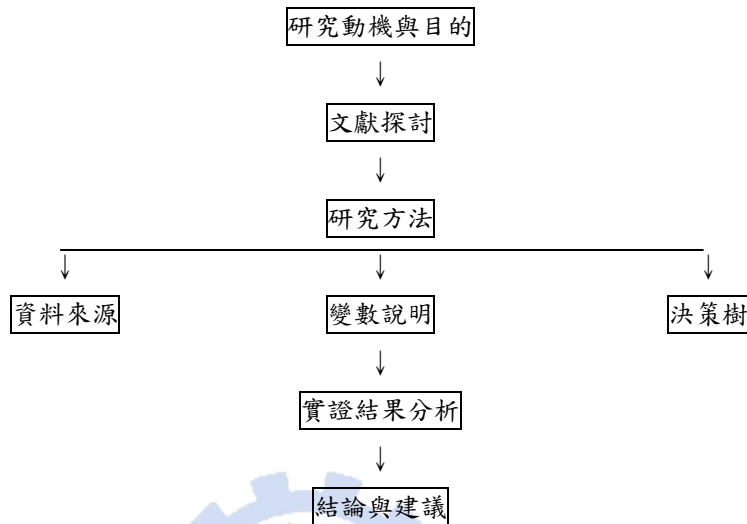 研究動機與目的
↓
文獻探討
↓
研究方法
↓ ↓ ↓
資料來源 變數說明 決策樹
↓
實證結果分析
↓
結論與建議